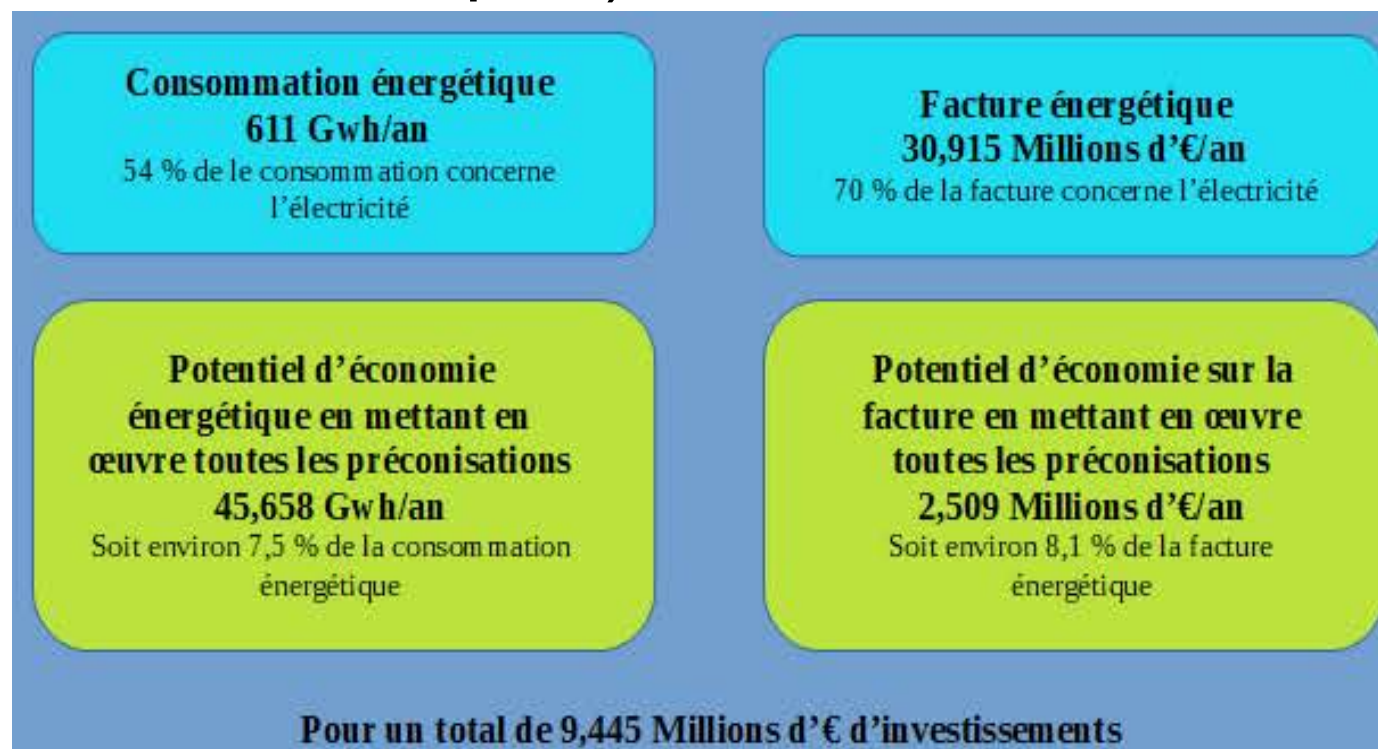 Consommation énergétique
611 Gwh/an
54 % de le consommation concerne
l’électricité
Facture énergétique
30,915 Millions d’€/an
70 % de la facture concerne l’électricité
Potentiel d’économie
énergétique en mettant en
œuvre toutes les préconisations
45,658 Gwh/an
Soit environ 7,5 % de la consommation
énergétique
Potentiel d’économie sur la
facture en mettant en œuvre
toutes les préconisations
2,509 Millions d’€/an
Soit environ 8,1 % de la facture
énergétique
Pour un total de 9,445 Millions d’€ d’investissements